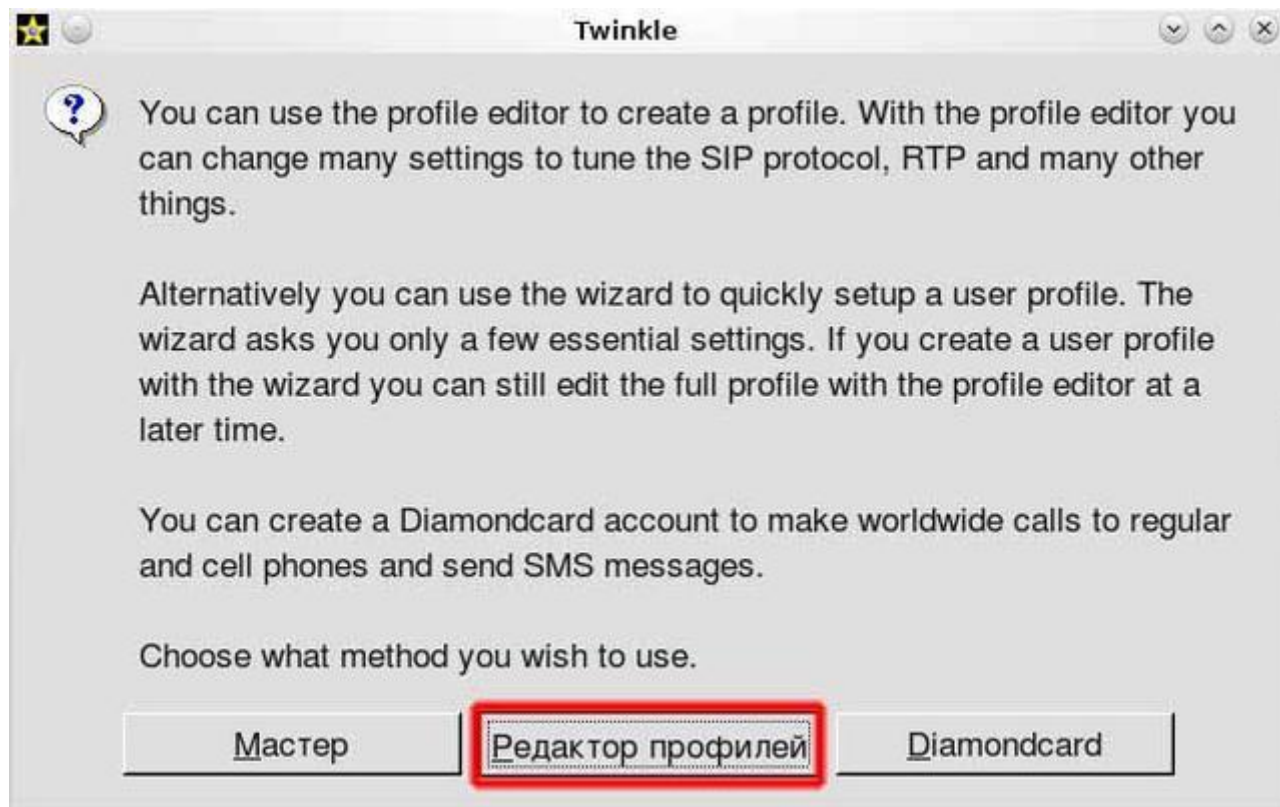 Twinkle
You can use the profile editor to create a profile. With the profile editor you
can change many settings to tune the SIP protocol, RTP and many other
things.
Alternatively you can use the wizard to quickly setup a user profile. The
wizard asks you only a few essential settings. If you create a user profile
with the wizard you can still edit the full profile with the profile editor at a
later time.
You can create a Diamondcard account to make worldwide calls to regular
and cell phones and send SMS messages.
Choose what method you wish to use.
Мастер Редактор профилей Diamondcard